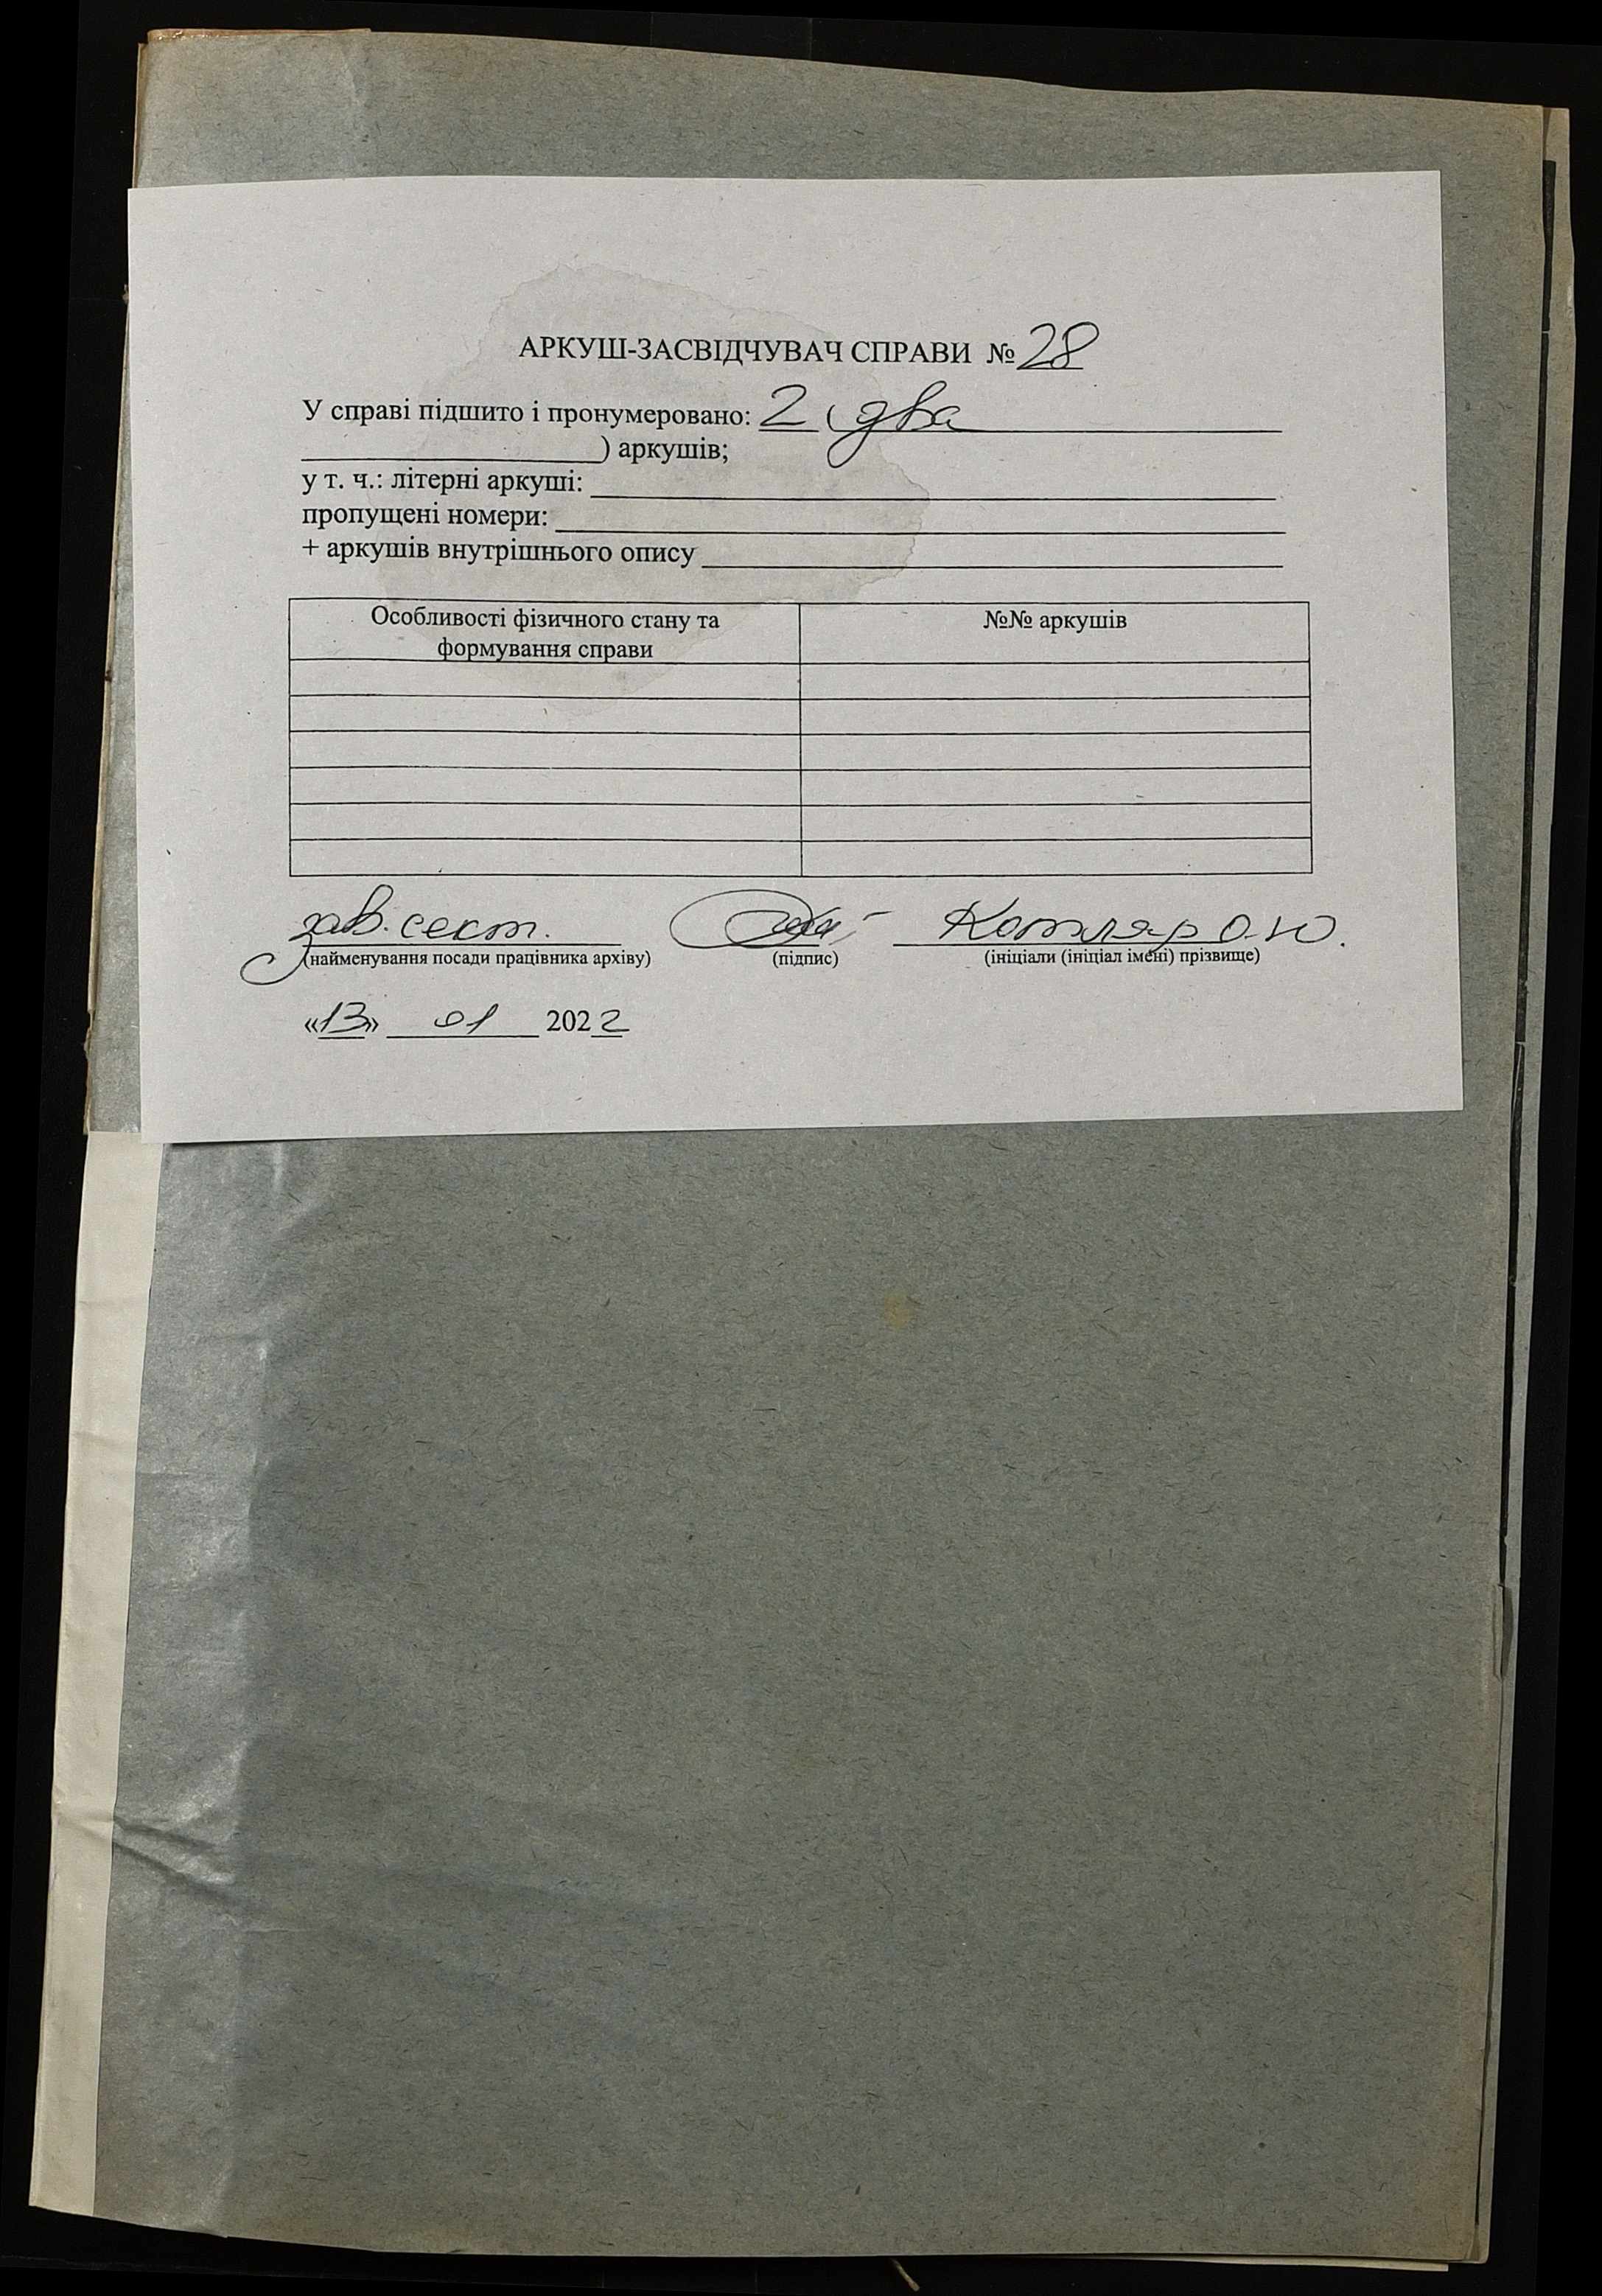 АРКУШ-ЗАСВІДЧУВАЧ СПРАВИ № 28
У справі підшито і пронумеровано: 2 (два
) аркушів;
у т. ч.: літерні аркуші:
пропущені номери:
+ аркушів внутрішнього опису
Особливості фізичного стану та
формування справи
№№ аркушів
зав. сект. Котляр О.Ю.
(найменування посади працівника архіву) (підпис) (ініціали (ініціал імені) прізвище)
«13» 01 2022